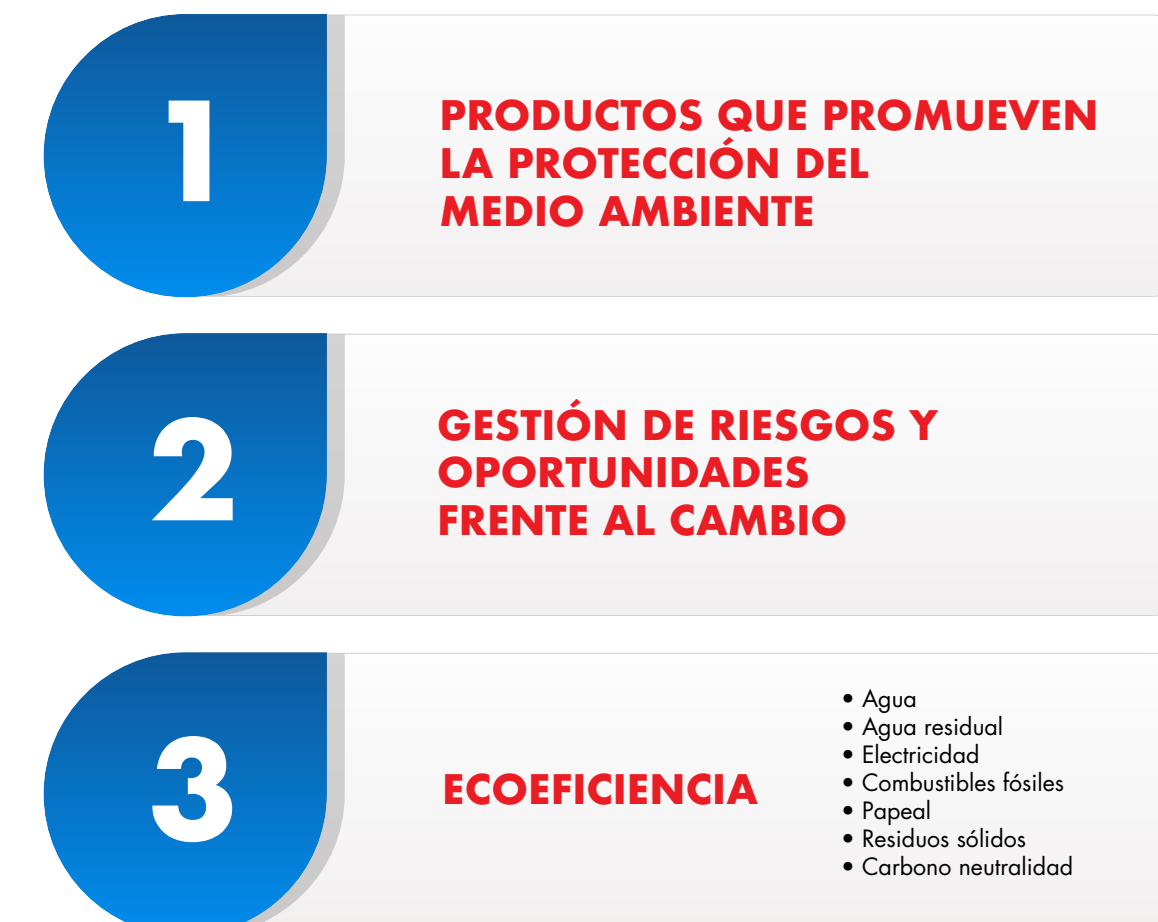 1
PRODUCTOS QUE PROMUEVEN
LA PROTECCIÓN DEL
MEDIO AMBIENTE
2
GESTIÓN DE RIESGOS Y
OPORTUNIDADES
FRENTE AL CAMBIO
3
ECOEFICIENCIA
• Agua
• Agua residual
• Electricidad
• Combustibles fósiles
• Papeal
• Residuos sólidos
• Carbono neutralidad